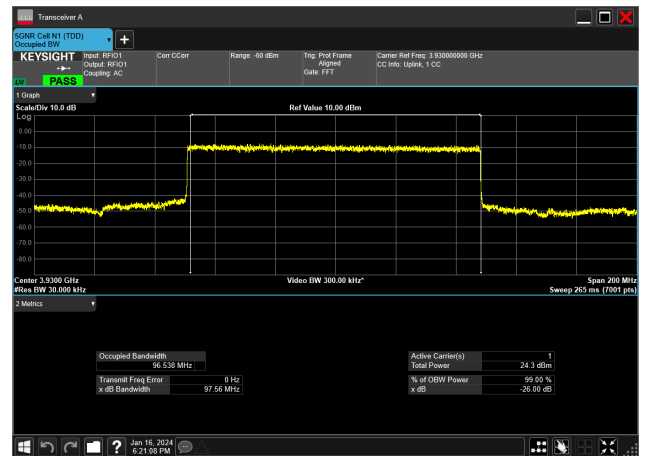 Transceiver A
5GNR Cell N1 (TDD)
Occupied BW
KEYSIGHT
LW PASS
Input: RFIO1
Output: RFIO1
Coupling: AC
Corr CCorr
Range: -60 dBm
Trig: Prot Frame
Aligned
Gate: FFT
Carrier Ref Freq: 3.930000000 GHz
CC Info: Uplink, 1 CC
1 Graph
Scale/Div 10.0 dB
Ref Value 10.00 dBm
Log
0.00
-10.0
-20.0
-30.0
-40.0
-50.0
-60.0
-70.0
-80.0
Center 3.9300 GHz
Video BW 300.00 kHz*
Span 200 MHz
#Res BW 30.000 kHz
Sweep 265 ms (7001 pts)
2 Metrics
Occupied Bandwidth
96.538 MHz
Active Carrier(s) 1
Total Power 24.3 dBm
Transmit Freq Error 0 Hz
x dB Bandwidth 97.56 MHz
% of OBW Power 99.00 %
x dB -26.00 dB
?
Jan 16, 2024
6:21:08 PM